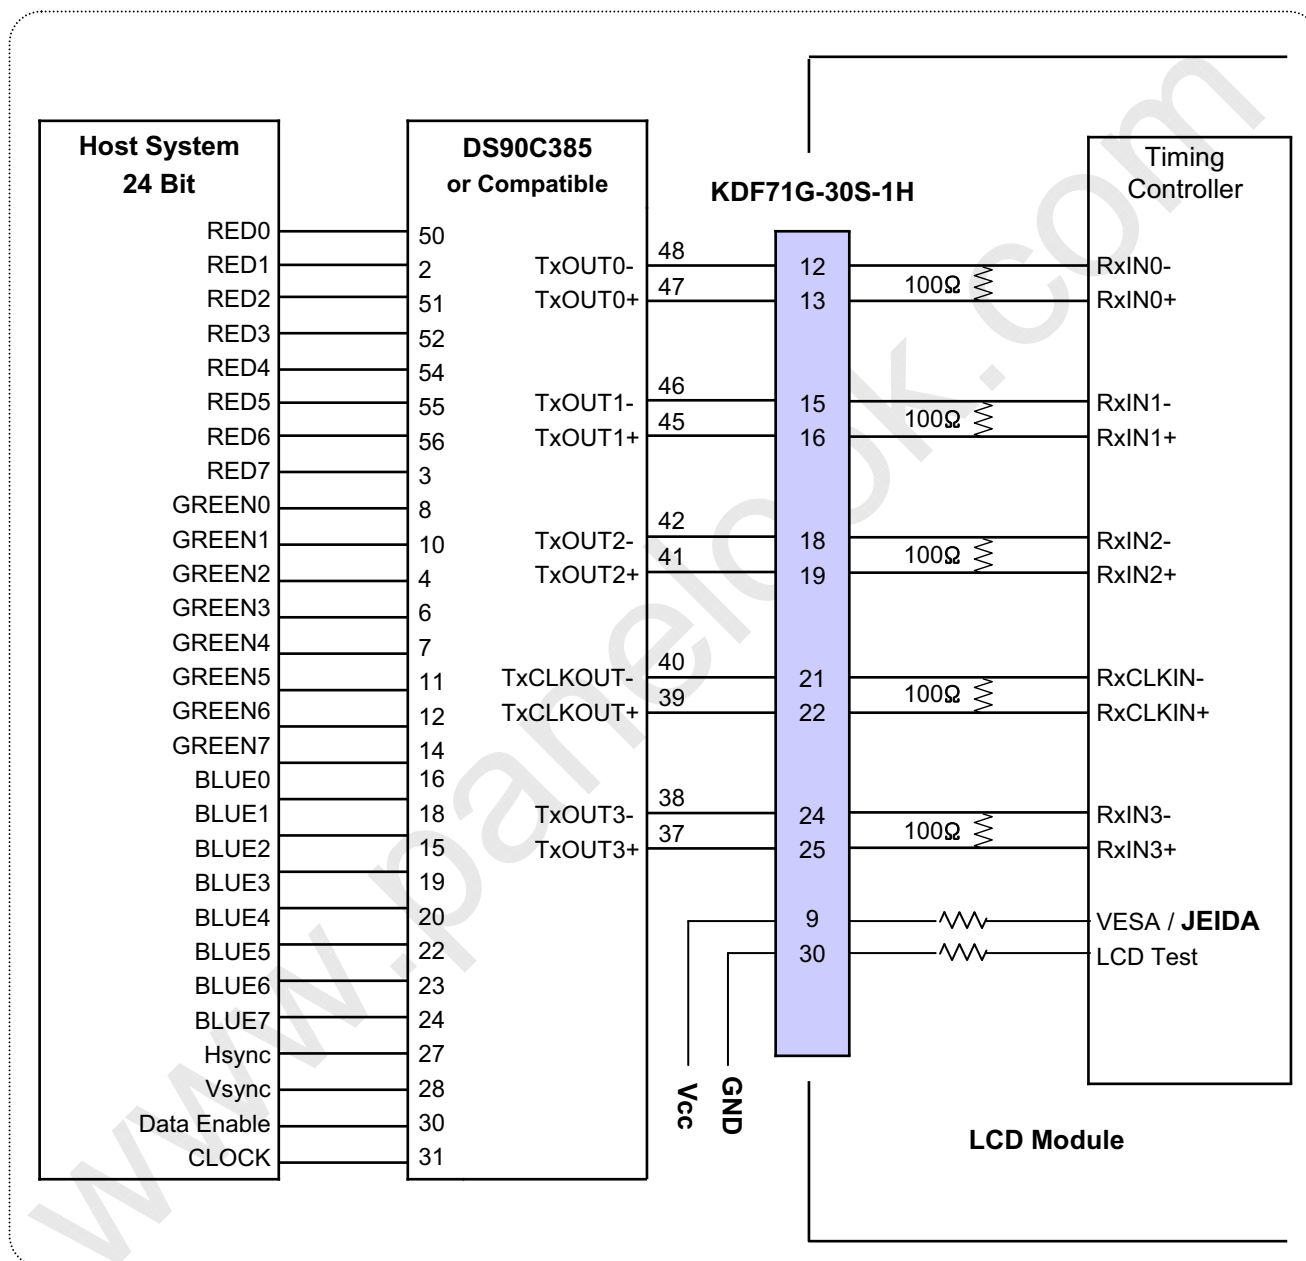 Host System
24 Bit
RED0
RED1
RED2
RED3
RED4
RED5
RED6
RED7
GREEN0
GREEN1
GREEN2
GREEN3
GREEN4
GREEN5
GREEN6
GREEN7
BLUE0
BLUE1
BLUE2
BLUE3
BLUE4
BLUE5
BLUE6
BLUE7
Hsync
Vsync
Data Enable
CLOCK
DS90C385
or Compatible
50
2
51
52
54
55
56
3
8
10
4
6
7
11
12
14
16
18
15
19
20
22
23
24
27
28
30
31
TxOUT0-
TxOUT0+
TxOUT1-
TxOUT1+
TxOUT2-
TxOUT2+
TxCLKOUT-
TxCLKOUT+
TxOUT3-
TxOUT3+
48
47
46
45
42
41
40
39
38
37
Vcc
GND
KDF71G-30S-1H
12
13
15
16
18
19
21
22
24
25
9
30
100Ω
100Ω
100Ω
100Ω
100Ω
Timing
Controller
RxIN0-
RxIN0+
RxIN1-
RxIN1+
RxIN2-
RxIN2+
RxCLKIN-
RxCLKIN+
RxIN3-
RxIN3+
VESA / JEIDA
LCD Test
LCD Module
www.panelook.com